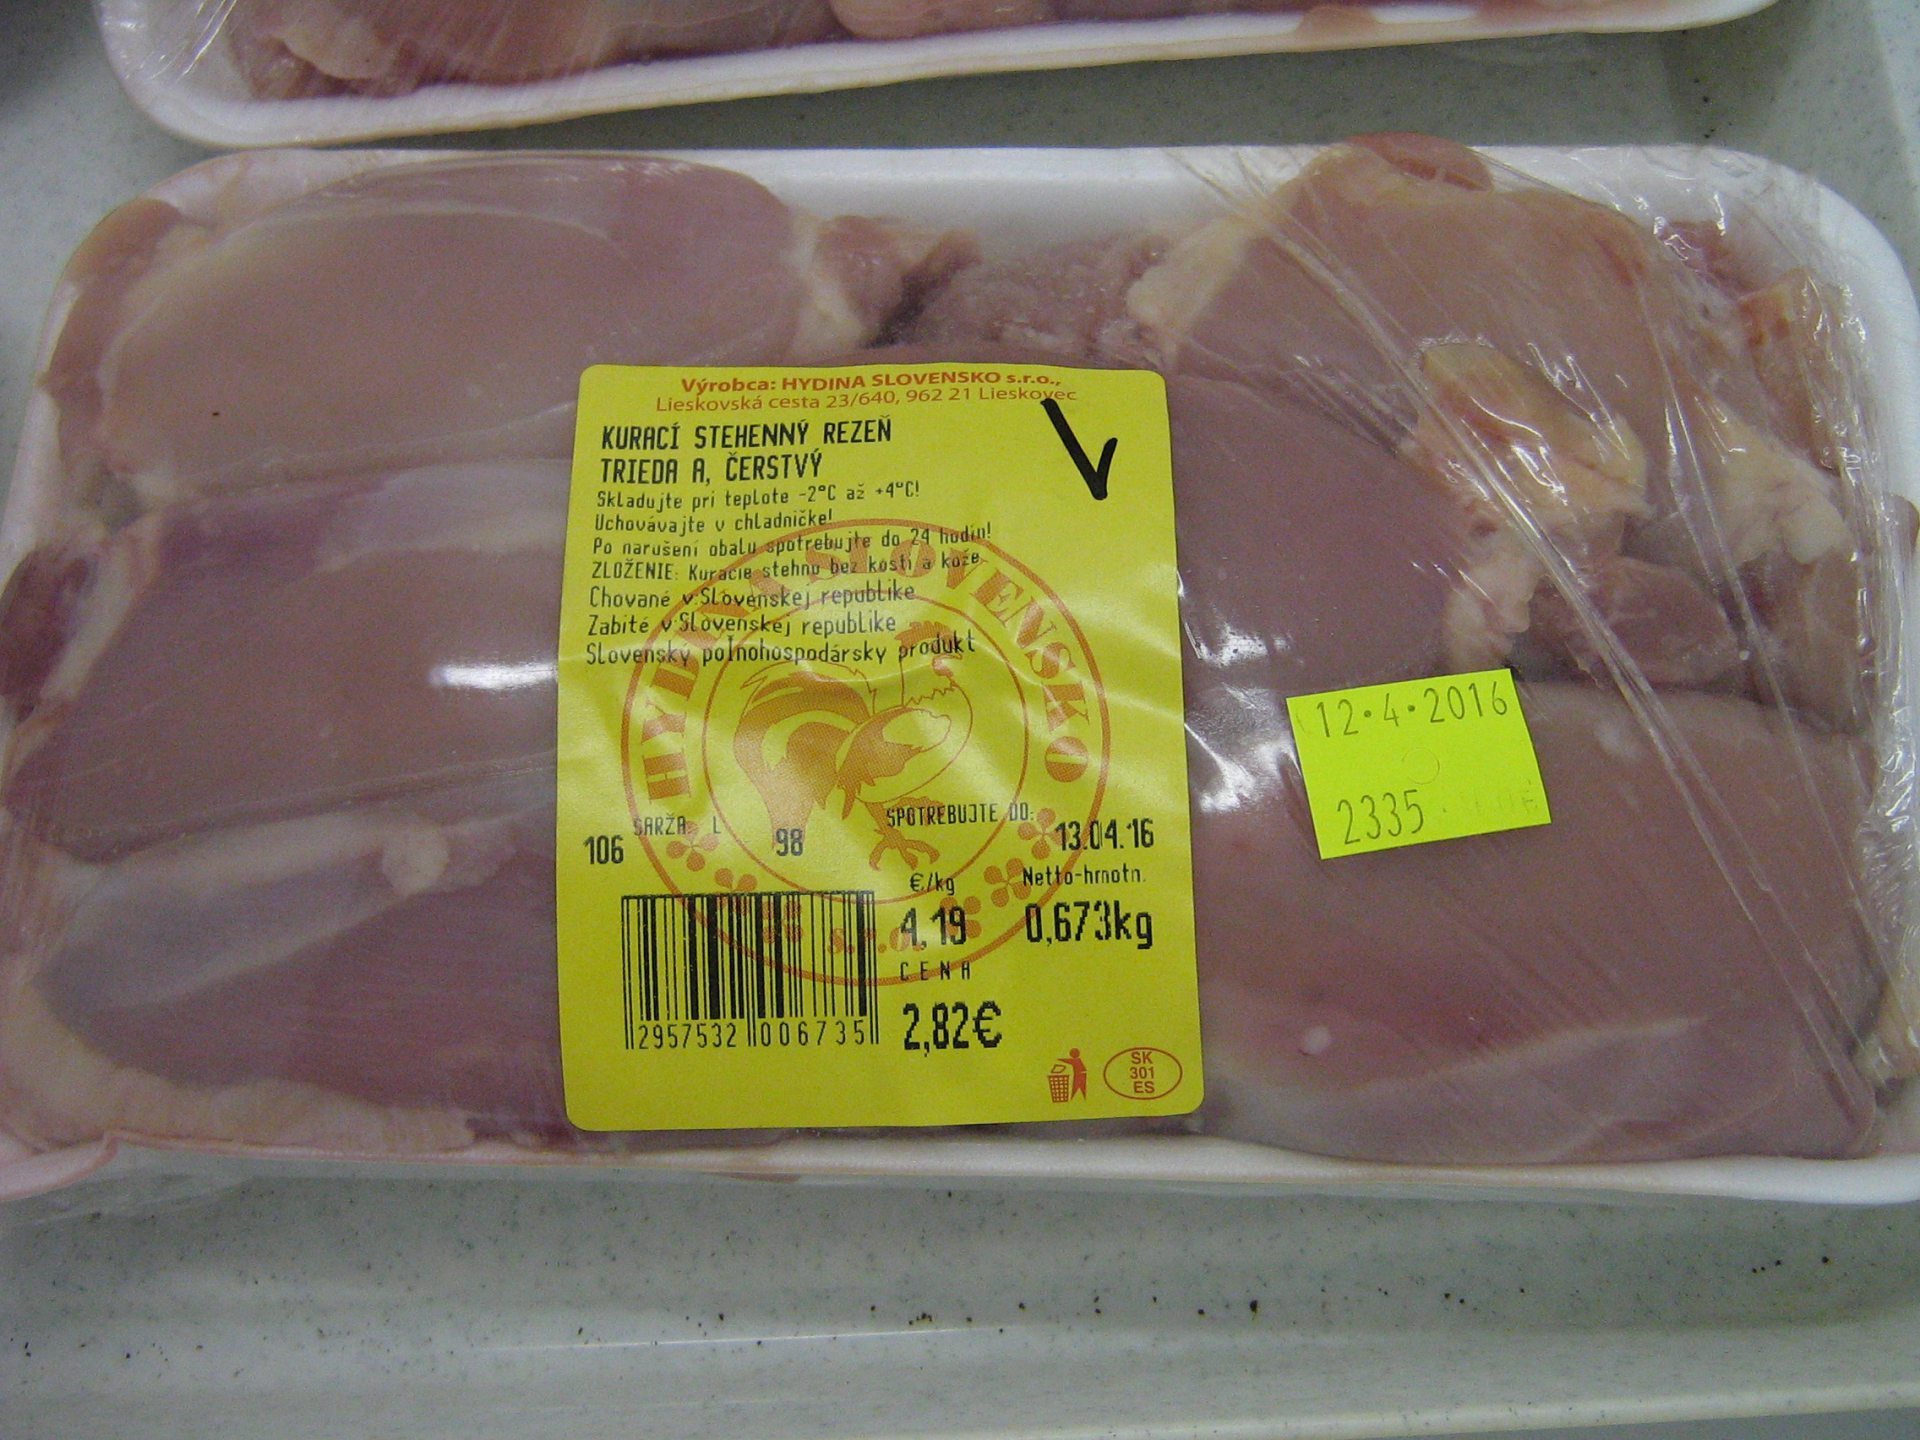 Výrobca: HYDINA SLOVENSKO s.r.o.,
Lieskovská cesta 23/640, 962 21 Lieskovec
KURACÍ STEHENNÝ REZEŇ
TRIEDA A, ČERSTVÝ
Skladujte pri teplote -2°C až +4°C!
Uchovávajte v chladničke!
Po narušení obalu spotrebujte do 24 hodín!
ZLOŽENIE: Kuracie stehno bez kosti a kože
Chované v:Slovenskej republike
Zabité v Slovenskej republike
Slovenský poľnohospodársky produkt
HYDINA SLOVENSKO
s.r.o.
ŠARŽA L
106 98
SPOTREBUJTE DO:
13.04.16
€/kg Netto-hmotn.
4,19 0,673kg
CENA
2,82€
2957532 006735
SK
301
ES
12.4.2016
2335